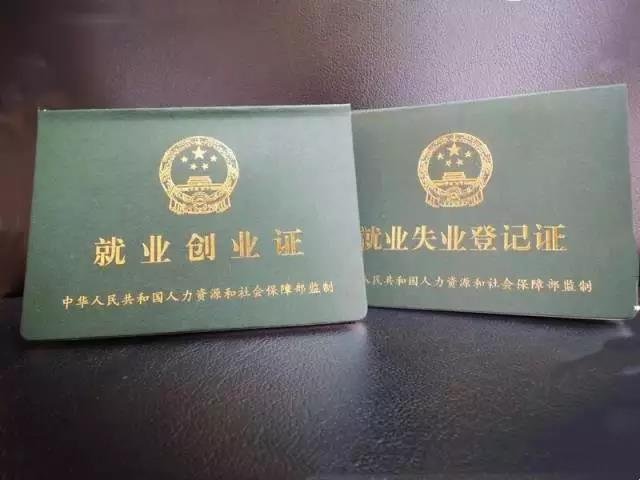 就业创业证
中华人民共和国人力资源和社会保障部监制
就业失业登记证
人民共和国人力资源和社会保障部监制